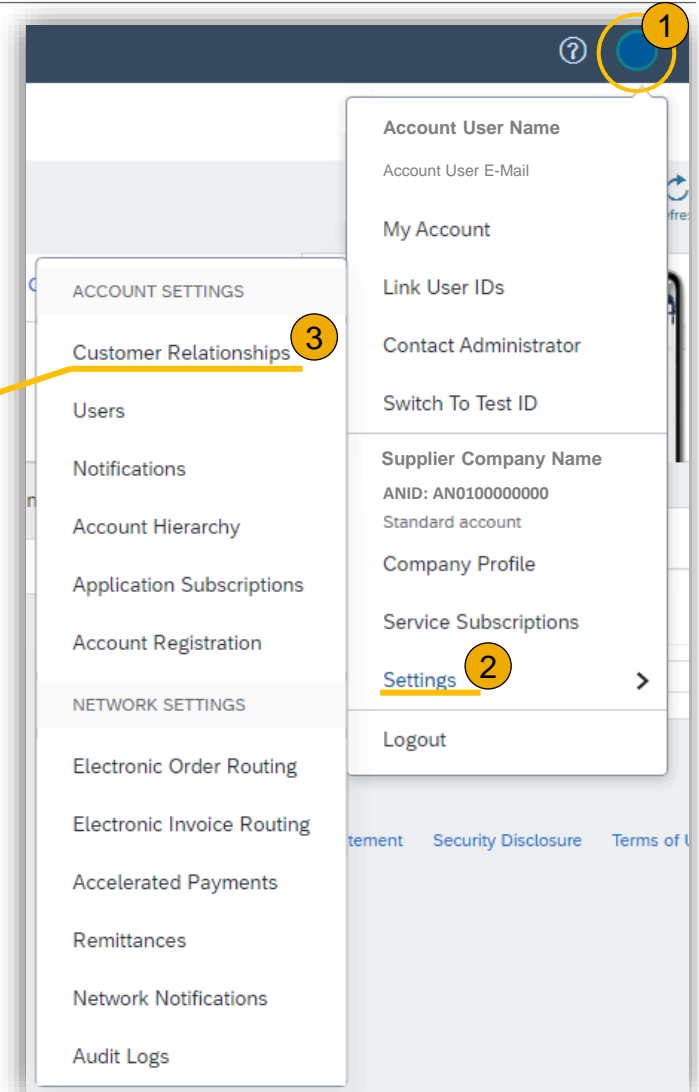 1
?
Account User Name
Account User E-Mail
My Account
Link User IDs
Contact Administrator
Switch To Test ID
Supplier Company Name
ANID: AN0100000000
Standard account
Company Profile
Service Subscriptions
Settings 2
Logout
ACCOUNT SETTINGS
Customer Relationships 3
Users
Notifications
Account Hierarchy
Application Subscriptions
Account Registration
NETWORK SETTINGS
Electronic Order Routing
Electronic Invoice Routing
Accelerated Payments
Remittances
Network Notifications
Audit Logs
tement Security Disclosure Terms of